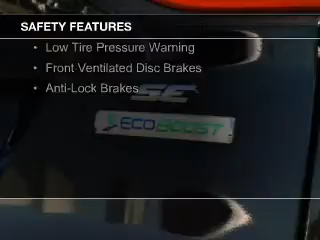 SAFETY FEATURES
• Low Tire Pressure Warning
• Front Ventilated Disc Brakes
• Anti-Lock Brakes
SE
ECOBOOST